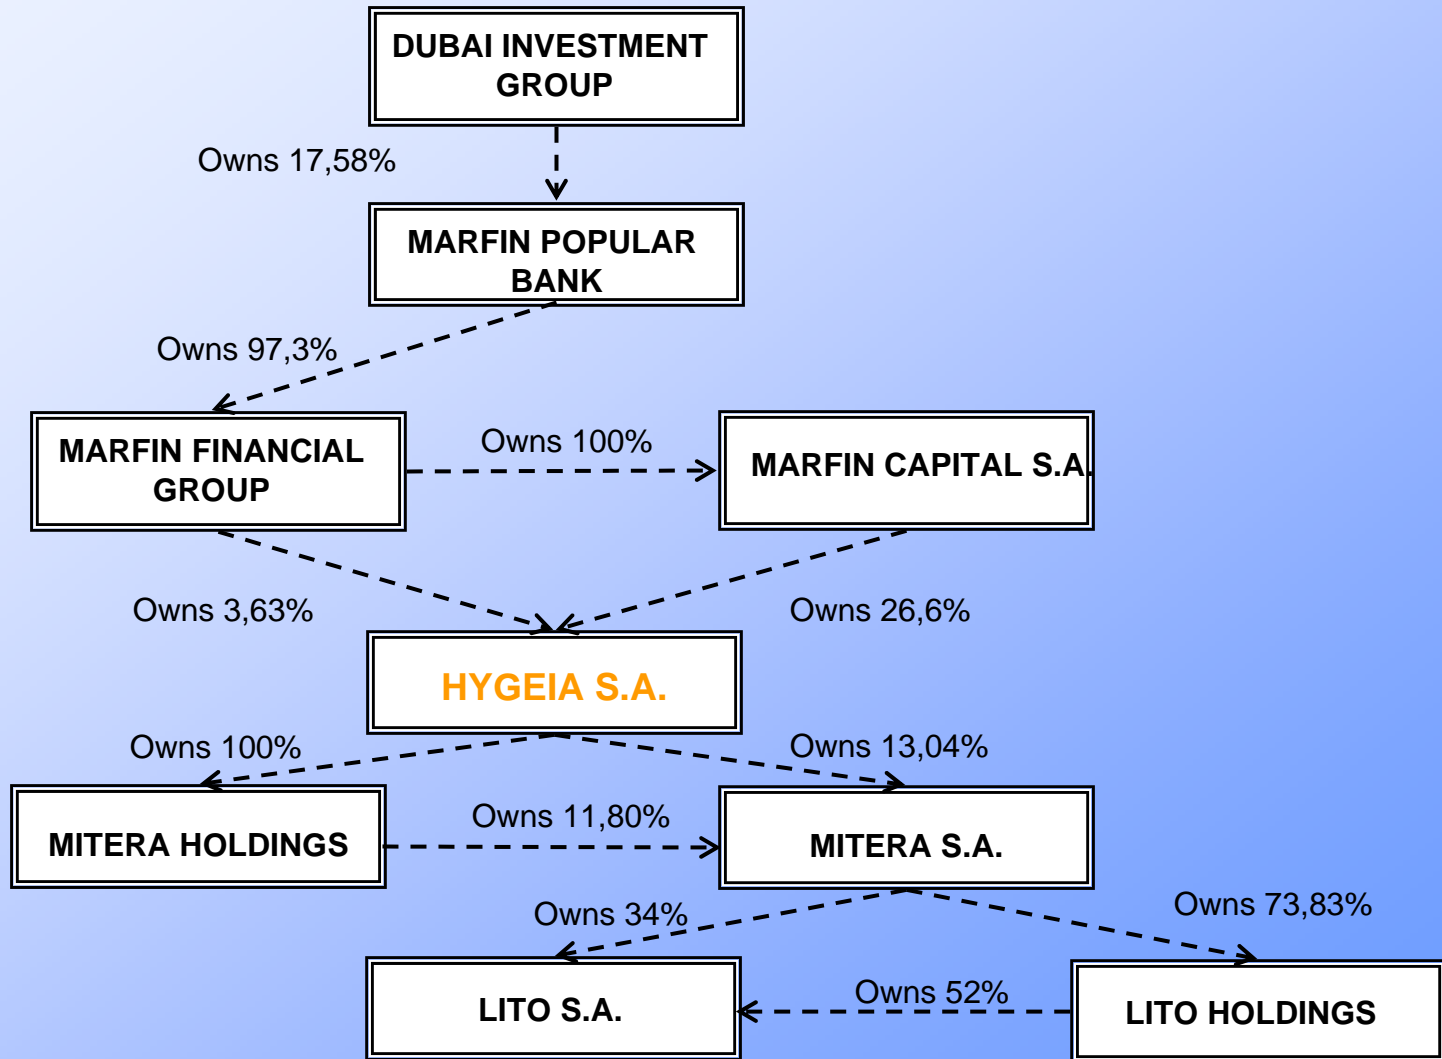 DUBAI INVESTMENT
GROUP
Owns 17,58%
MARFIN POPULAR
BANK
Owns 97,3%
MARFIN FINANCIAL
GROUP
Owns 100%
MARFIN CAPITAL S.A.
Owns 3,63%
Owns 26,6%
HYGEIA S.A.
Owns 100%
Owns 13,04%
MITERA HOLDINGS
Owns 11,80%
MITERA S.A.
Owns 34%
Owns 73,83%
LITO S.A.
Owns 52%
LITO HOLDINGS